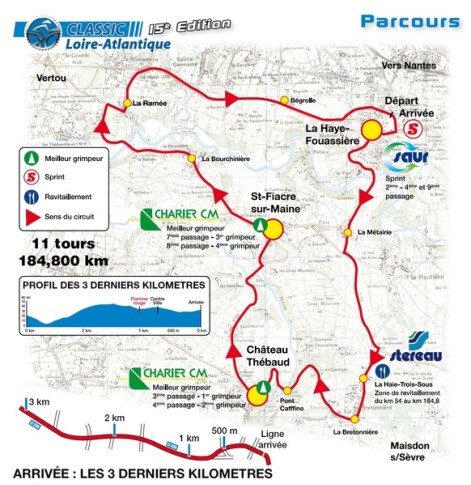 CLASSIC 15e Edition
Loire-Atlantique
Parcours
Vertou
Vers Nantes
La Ramée
Bégrolle
Départ
Arrivée
La Haye-
Fouassière
S
Meilleur grimpeur
S Sprint
Ravitaillement
Sens du circuit
La Bourchinière
saur
Sprint
2ème - 4ème et 9ème
passage
CHARIER CM
Meilleur grimpeur
7ème passage - 3er grimpeur
8ème passage - 4ème grimpeur
St-Fiacre
sur-Maine
La Métairie
11 tours
184,800 km
PROFIL DES 3 DERNIERS KILOMETRES
Flamme
rouge
Centre
Ville
Arrivée
3 km
2 km
1 km
500 m
0 km
Château
Thébaud
stereau
CHARIER CM
Meilleur grimpeur
3ème passage - 1er grimpeur
4ème passage - 2ème grimpeur
La Haie-Trois-Sous
Zone de ravitaillement
du km 54 au km 164,8
Pont
Caffino
La Bretonnière
Maisdon
s/Sèvre
3 km
2 km
1 km
500 m
Ligne
arrivée
ARRIVÉE : LES 3 DERNIERS KILOMETRES